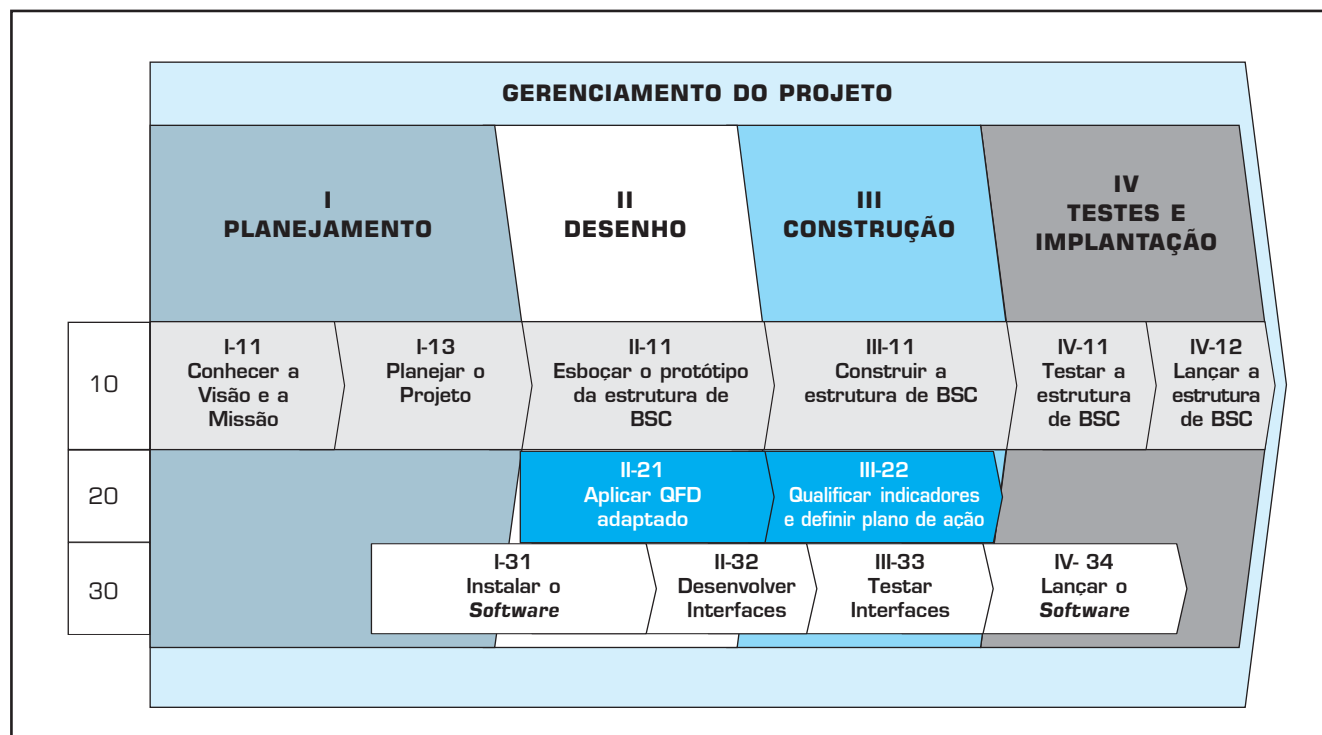 GERENCIAMENTO DO PROJETO
I
PLANEJAMENTO
II
DESENHO
III
CONSTRUÇÃO
IV
TESTES E
IMPLANTAÇÃO
10
I-11
Conhecer a
Visão e a
Missão
I-13
Planejar o
Projeto
II-11
Esboçar o protótipo
da estrutura de
BSC
III-11
Construir a
estrutura de BSC
IV-11
Testar a
estrutura
de BSC
IV-12
Lançar a
estrutura
de BSC
20
II-21
Aplicar QFD
adaptado
III-22
Qualificar indicadores
e definir plano de ação
30
I-31
Instalar o
Software
II-32
Desenvolver
Interfaces
III-33
Testar
Interfaces
IV- 34
Lançar o
Software